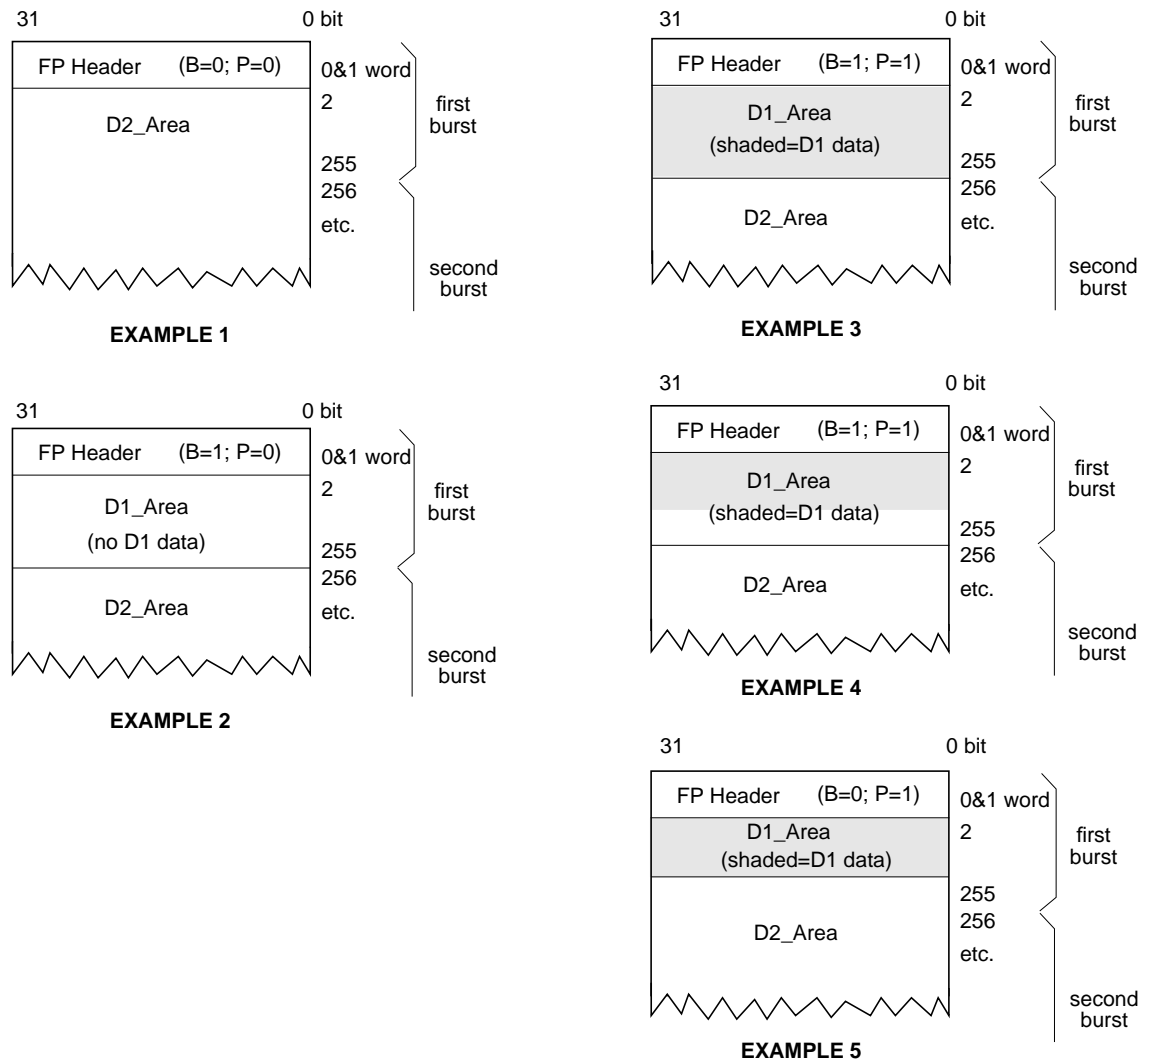 31 0 bit
FP Header (B=0; P=0) 0&1 word
2
first
burst
D2_Area
255
256
etc.
second
burst
EXAMPLE 1
31 0 bit
FP Header (B=1; P=0) 0&1 word
2
first
burst
D1_Area
(no D1 data)
255
256
D2_Area
etc.
second
burst
EXAMPLE 2
31 0 bit
FP Header (B=1; P=1) 0&1 word
2
first
burst
D1_Area
(shaded=D1 data)
255
256
D2_Area
etc.
second
burst
EXAMPLE 3
31 0 bit
FP Header (B=1; P=1) 0&1 word
2
first
burst
D1_Area
(shaded=D1 data)
255
256
D2_Area
etc.
second
burst
EXAMPLE 4
31 0 bit
FP Header (B=0; P=1) 0&1 word
2
first
burst
D1_Area
(shaded=D1 data)
255
256
D2_Area
etc.
second
burst
EXAMPLE 5